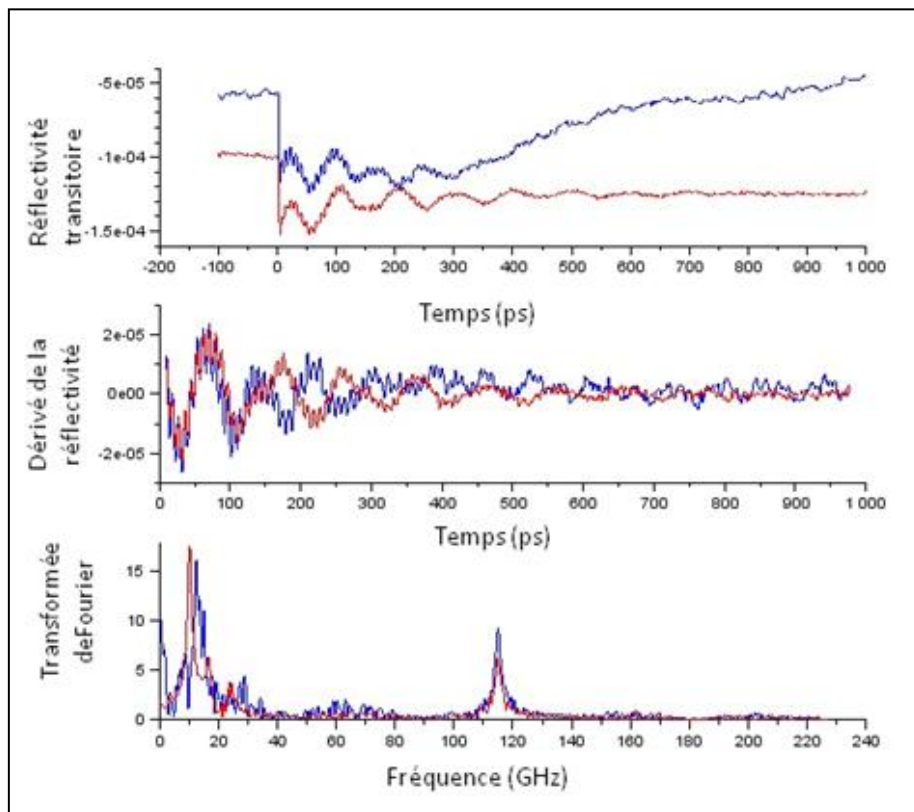 Réflectivité
transitoire
-5e-05
-1e-04
-1.5e-04
-200 -100 0 100 200 300 400 500 600 700 800 900 1 000
Temps (ps)
Dérivé de la
réflectivité
2e-05
0e+00
-2e-05
0 100 200 300 400 500 600 700 800 900 1 000
Temps (ps)
Transformée
deFourier
15
10
5
0
0 20 40 60 80 100 120 140 160 180 200 220 240
Fréquence (GHz)